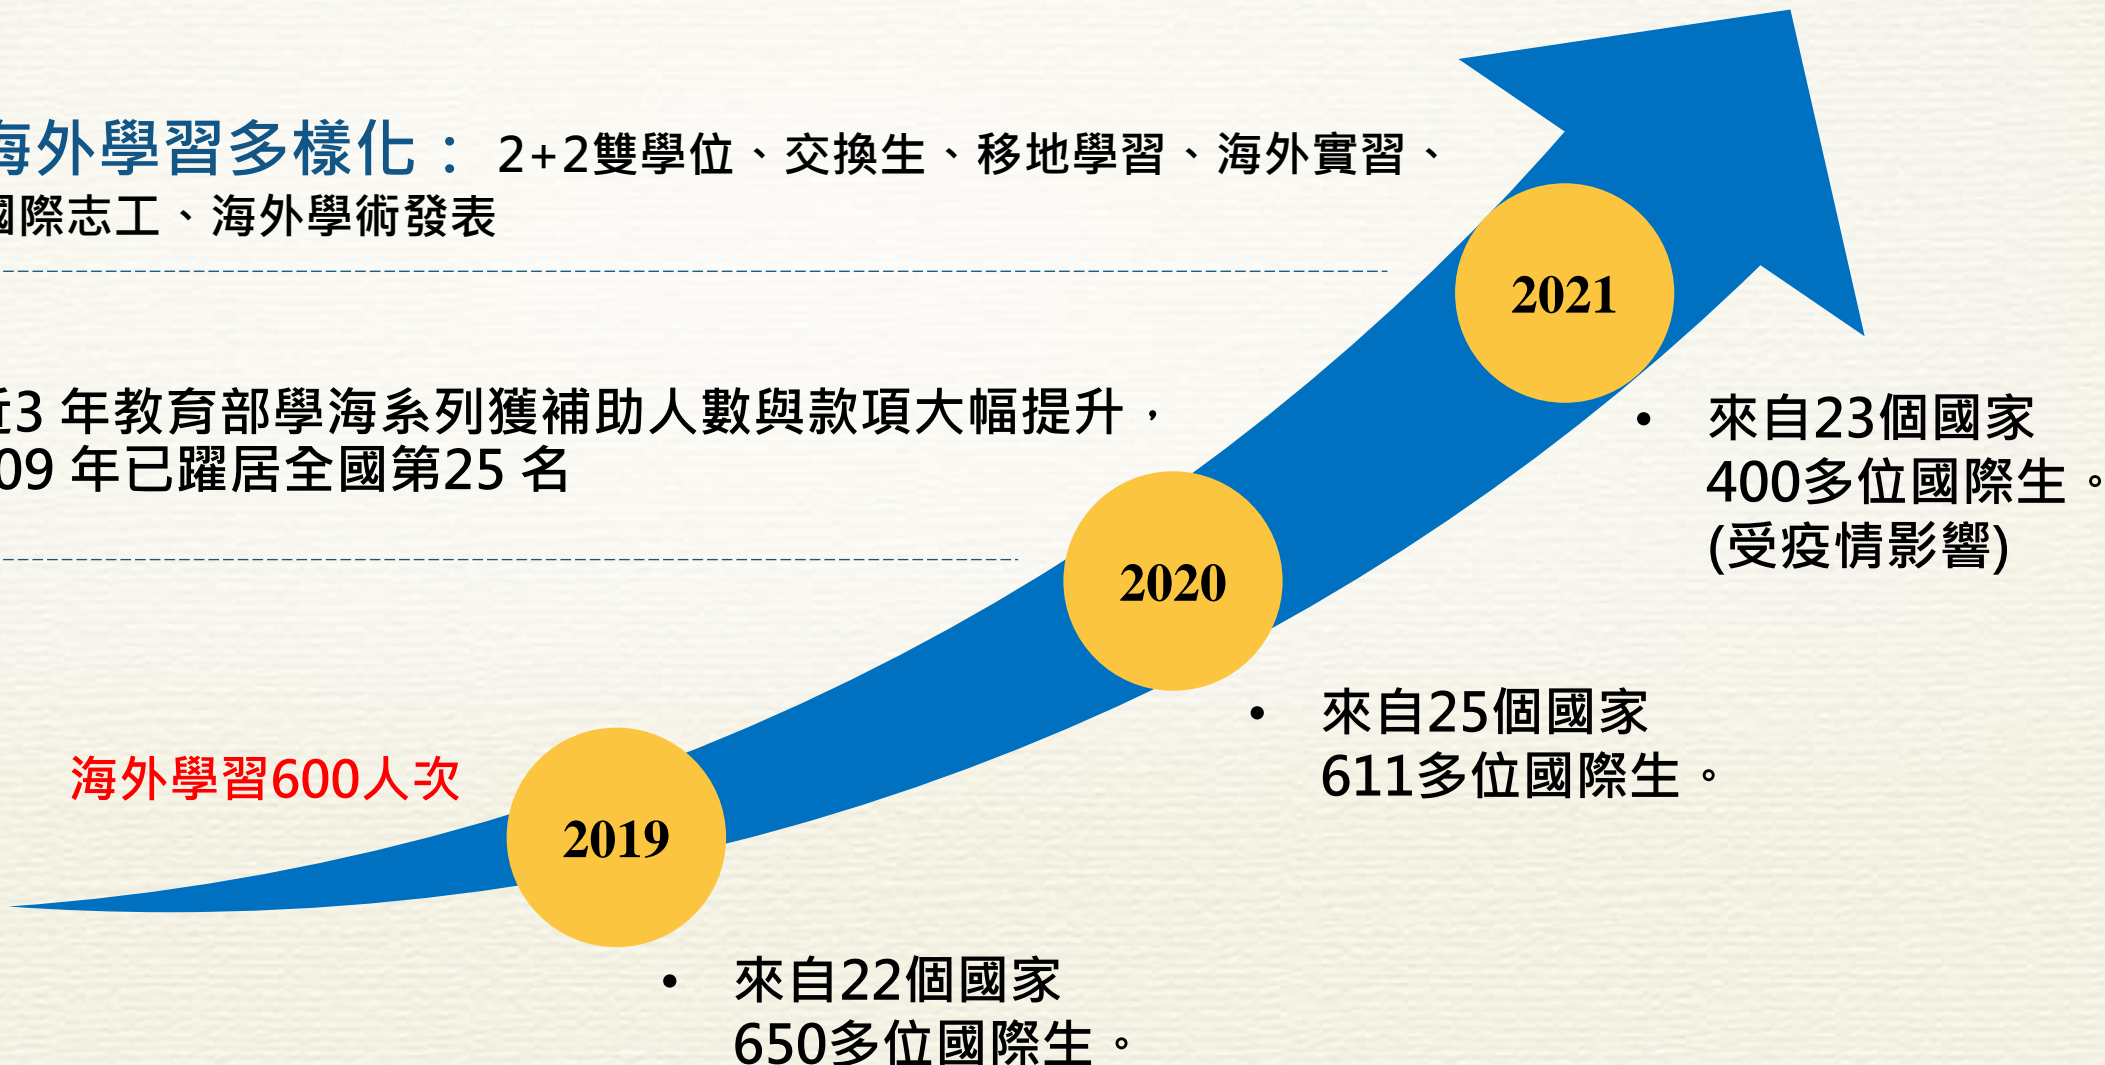 海外學習多樣化： 2+2雙學位、交換生、移地學習、海外實習、
國際志工、海外學術發表
2021
近3 年教育部學海系列獲補助人數與款項大幅提升，
09 年已躍居全國第25 名
• 來自23個國家
400多位國際生。
(受疫情影響)
2020
• 來自25個國家
611多位國際生。
海外學習600人次
2019
• 來自22個國家
650多位國際生。